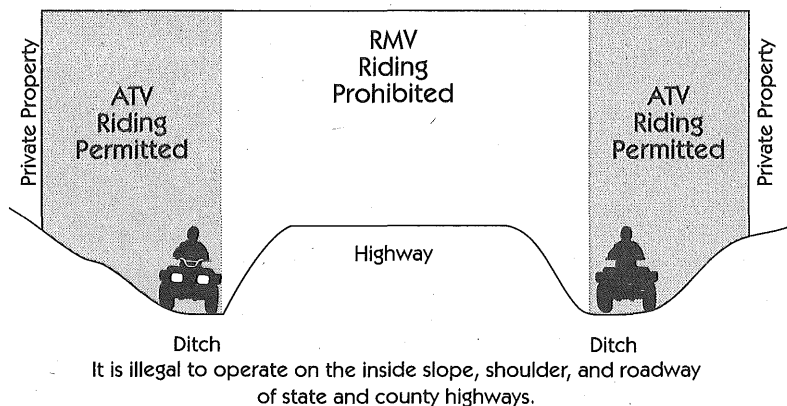 Private Property
ATV
Riding
Permitted
RMV
Riding
Prohibited
ATV
Riding
Permitted
Private Property
Highway
Ditch
Ditch
It is illegal to operate on the inside slope, shoulder, and roadway
of state and county highways.